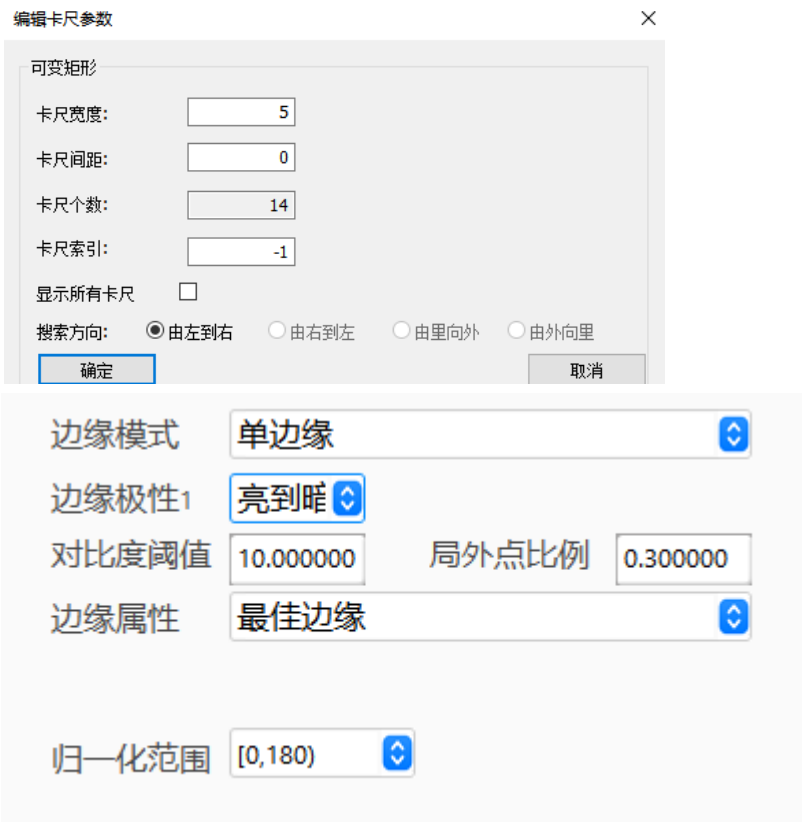 编辑卡尺参数
可变矩形
卡尺宽度: 5
卡尺间距: 0
卡尺个数: 14
卡尺索引: -1
显示所有卡尺
搜索方向: 由左到右 由右到左 由里向外 由外向里
确定 取消
边缘模式 单边缘
边缘极性1 亮到暗
对比度阈值 10.000000 局外点比例 0.300000
边缘属性 最佳边缘
归一化范围 [0,180)